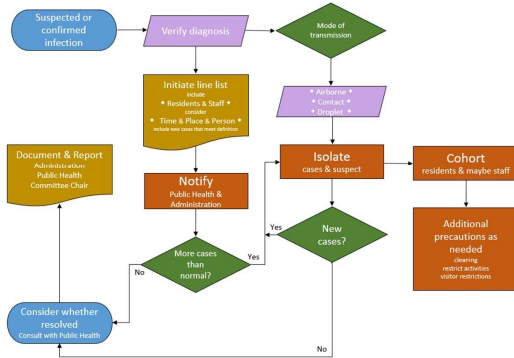 Suspected or
confirmed
infection
Verify diagnosis
Mode of
transmission
Initiate line list
include
* Residents & Staff *
consider
* Time & Place & Person *
include new cases that meet definition
* Airborne *
* Contact *
* Droplet *
Document & Report
Administration
Public Health
Committee Chair
Notify
Public Health &
Administration
Isolate
cases & suspect
Cohort
residents & maybe staff
Additional
precautions as
needed
cleaning
restrict activities
visitor restrictions
Yes
New
cases?
More cases
than
normal?
Yes
No
Consider whether
resolved
Consult with Public Health
No